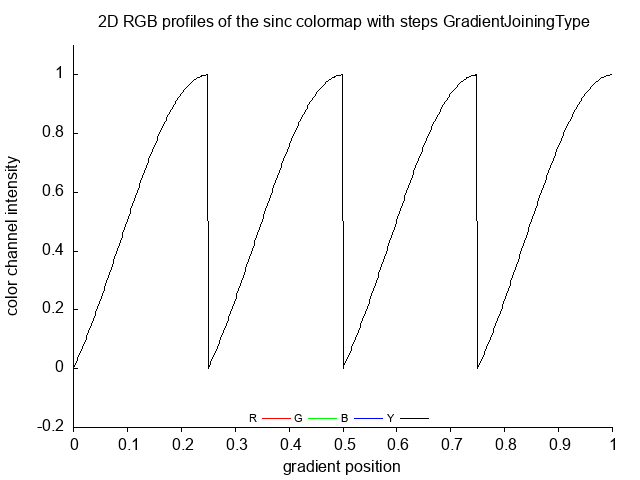 2D RGB profiles of the sinc colormap with steps GradientJoiningType
color channel intensity
1
0.8
0.6
0.4
0.2
0
-0.2
R G B Y
0 0.1 0.2 0.3 0.4 0.5 0.6 0.7 0.8 0.9 1
gradient position